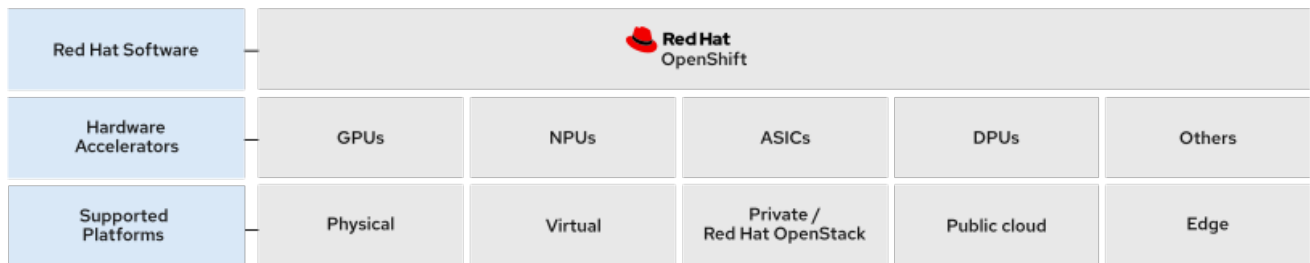 Red Hat Software
Red Hat
OpenShift
Hardware
Accelerators
GPUs
NPUs
ASICs
DPUs
Others
Supported
Platforms
Physical
Virtual
Private /
Red Hat OpenStack
Public cloud
Edge